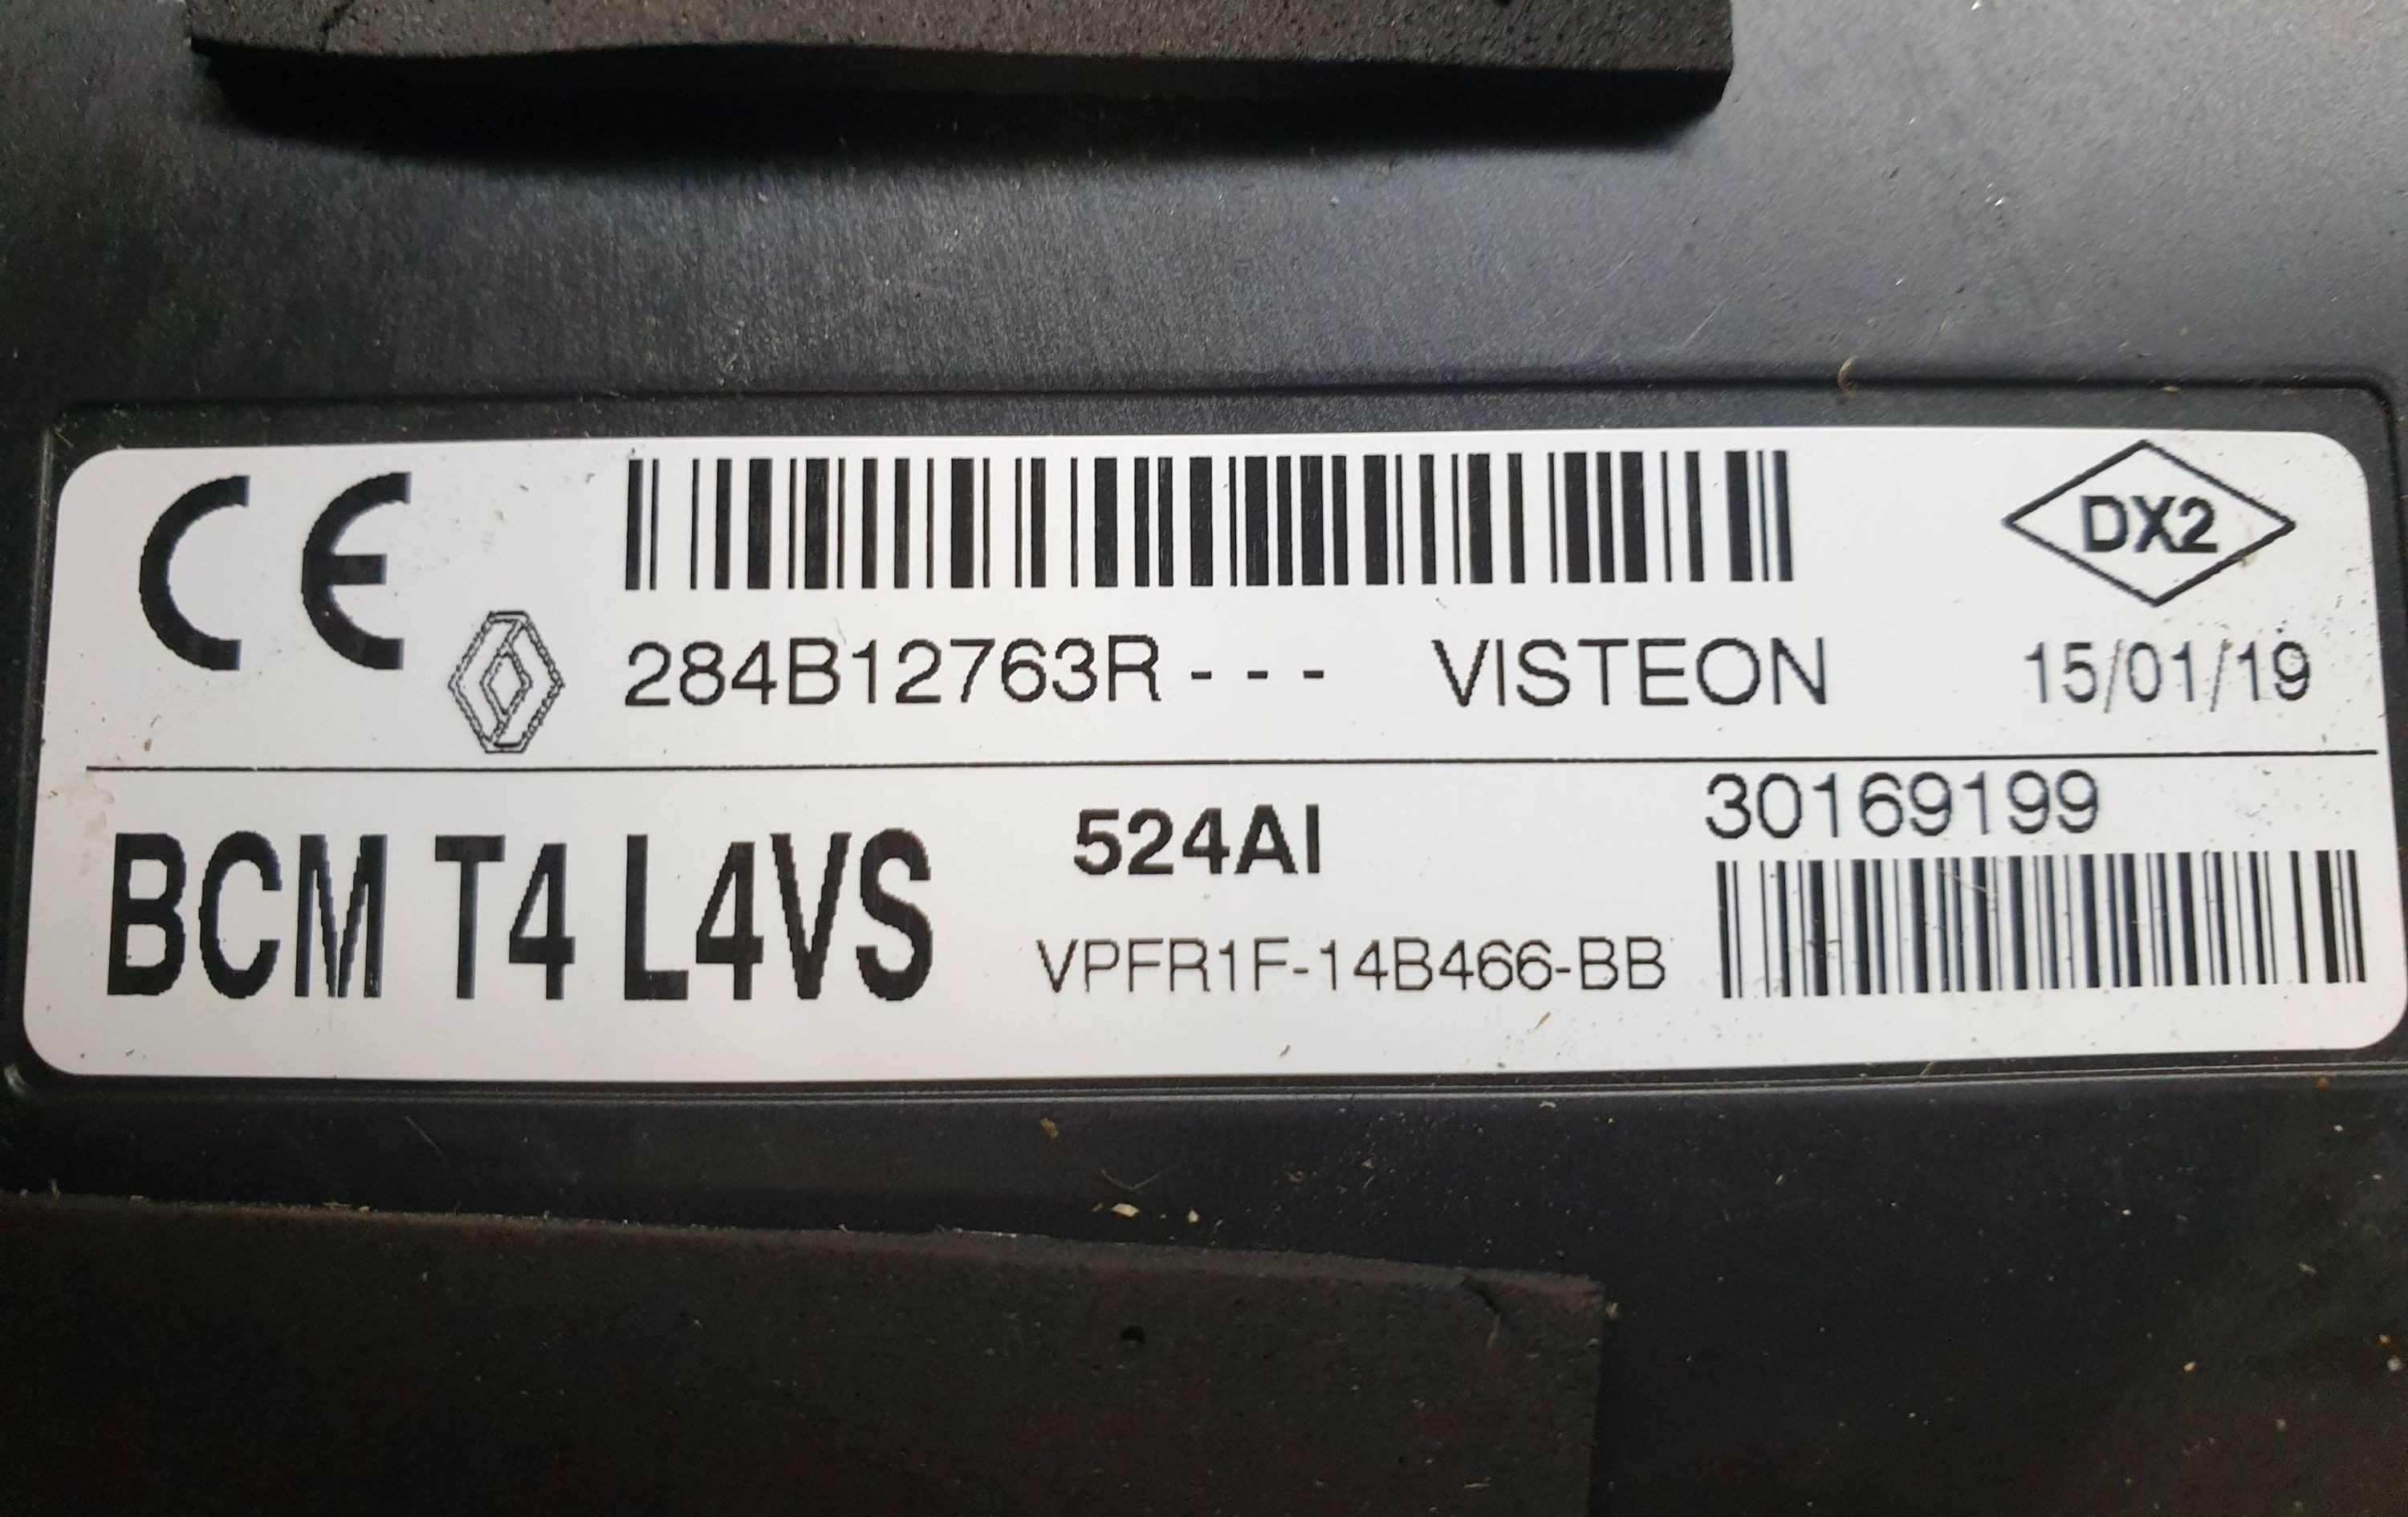 CE
DX2
284B12763R--- VISTEON 15/01/19
BCM T4 L4VS
524AI
30169199
VPFR1F-14B466-BB